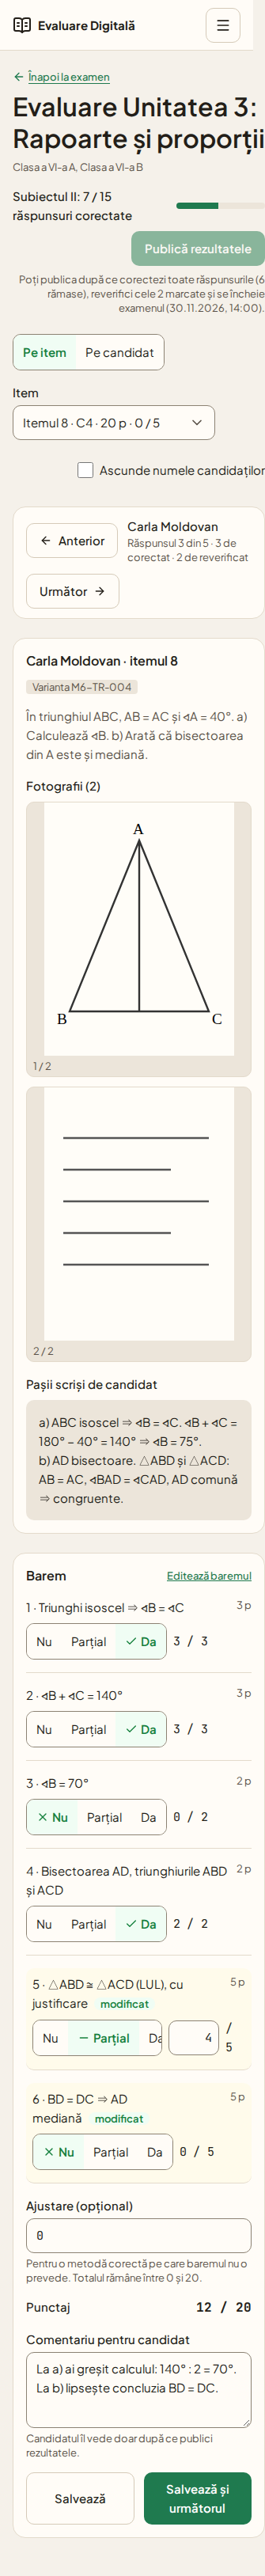 Evaluare Digitală
← Înapoi la examen
Evaluare Unitatea 3:
Rapoarte și proporții
Clasa a VI-a A, Clasa a VI-a B
Subiectul II: 7 / 15
răspunsuri corectate
Publică rezultatele
Poți publica după ce corectezi toate răspunsurile (6
rămase), reverifici cele 2 marcate și se încheie
examenul (30.11.2026, 14:00).
Pe item Pe candidat
Item
Itemul 8 · C4 · 20 p · 0 / 5
Ascunde numele candidaților
← Anterior
Carla Moldovan
Răspunsul 3 din 5 · 3 de
corectat · 2 de reverificat
Următor →
Carla Moldovan · itemul 8
Varianta M6-TR-004
În triunghiul ABC, AB = AC și ∢A = 40°. a)
Calculează ∢B. b) Arată că bisectoarea
din A este și mediană.
Fotografii (2)
A
B C
1 / 2
2 / 2
Pașii scriși de candidat
a) ABC isoscel ⇒ ∢B = ∢C. ∢B + ∢C =
180° − 40° = 140° ⇒ ∢B = 75°.
b) AD bisectoare. △ABD și △ACD:
AB = AC, ∢BAD = ∢CAD, AD comună
⇒ congruente.
Barem Editează baremul
1 · Triunghi isoscel ⇒ ∢B = ∢C 3 p
Nu Parțial ✓ Da 3 / 3
2 · ∢B + ∢C = 140° 3 p
Nu Parțial ✓ Da 3 / 3
3 · ∢B = 70° 2 p
× Nu Parțial Da 0 / 2
4 · Bisectoarea AD, triunghiurile ABD 2 p
și ACD
Nu Parțial ✓ Da 2 / 2
5 · △ABD ≅ △ACD (LUL), cu 5 p
justificare modificat
Nu − Parțial Da 4 / 5
6 · BD = DC ⇒ AD 5 p
mediană modificat
× Nu Parțial Da 0 / 5
Ajustare (opțional)
0
Pentru o metodă corectă pe care baremul nu o
prevede. Totalul rămâne între 0 și 20.
Punctaj 12 / 20
Comentariu pentru candidat
La a) ai greșit calculul: 140° : 2 = 70°.
La b) lipsește concluzia BD = DC.
Candidatul îl vede doar după ce publici
rezultatele.
Salvează
Salvează și
următorul